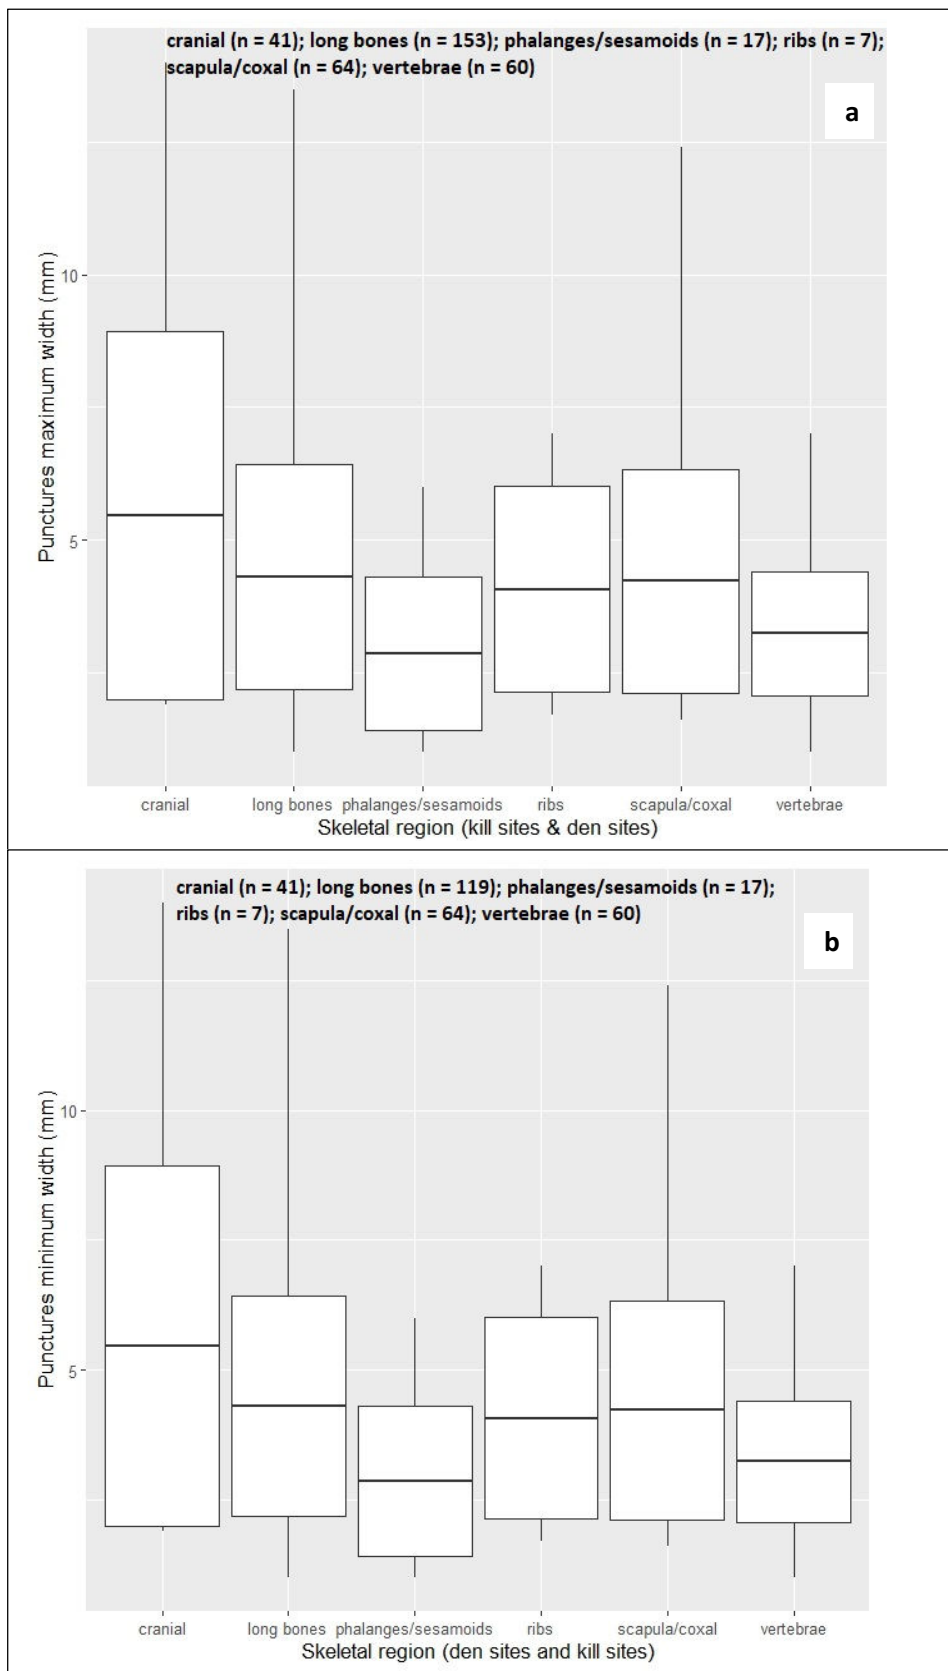 cranial (n = 41); long bones (n = 153); phalanges/sesamoids (n = 17); ribs (n = 7);
scapula/coxal (n = 64); vertebrae (n = 60)
a
Punctures maximum width (mm)
10
5
cranial long bones phalanges/sesamoids ribs scapula/coxal vertebrae
Skeletal region (kill sites & den sites)
cranial (n = 41); long bones (n = 119); phalanges/sesamoids (n = 17);
ribs (n = 7); scapula/coxal (n = 64); vertebrae (n = 60)
b
Punctures minimum width (mm)
10
5
cranial long bones phalanges/sesamoids ribs scapula/coxal vertebrae
Skeletal region (den sites and kill sites)